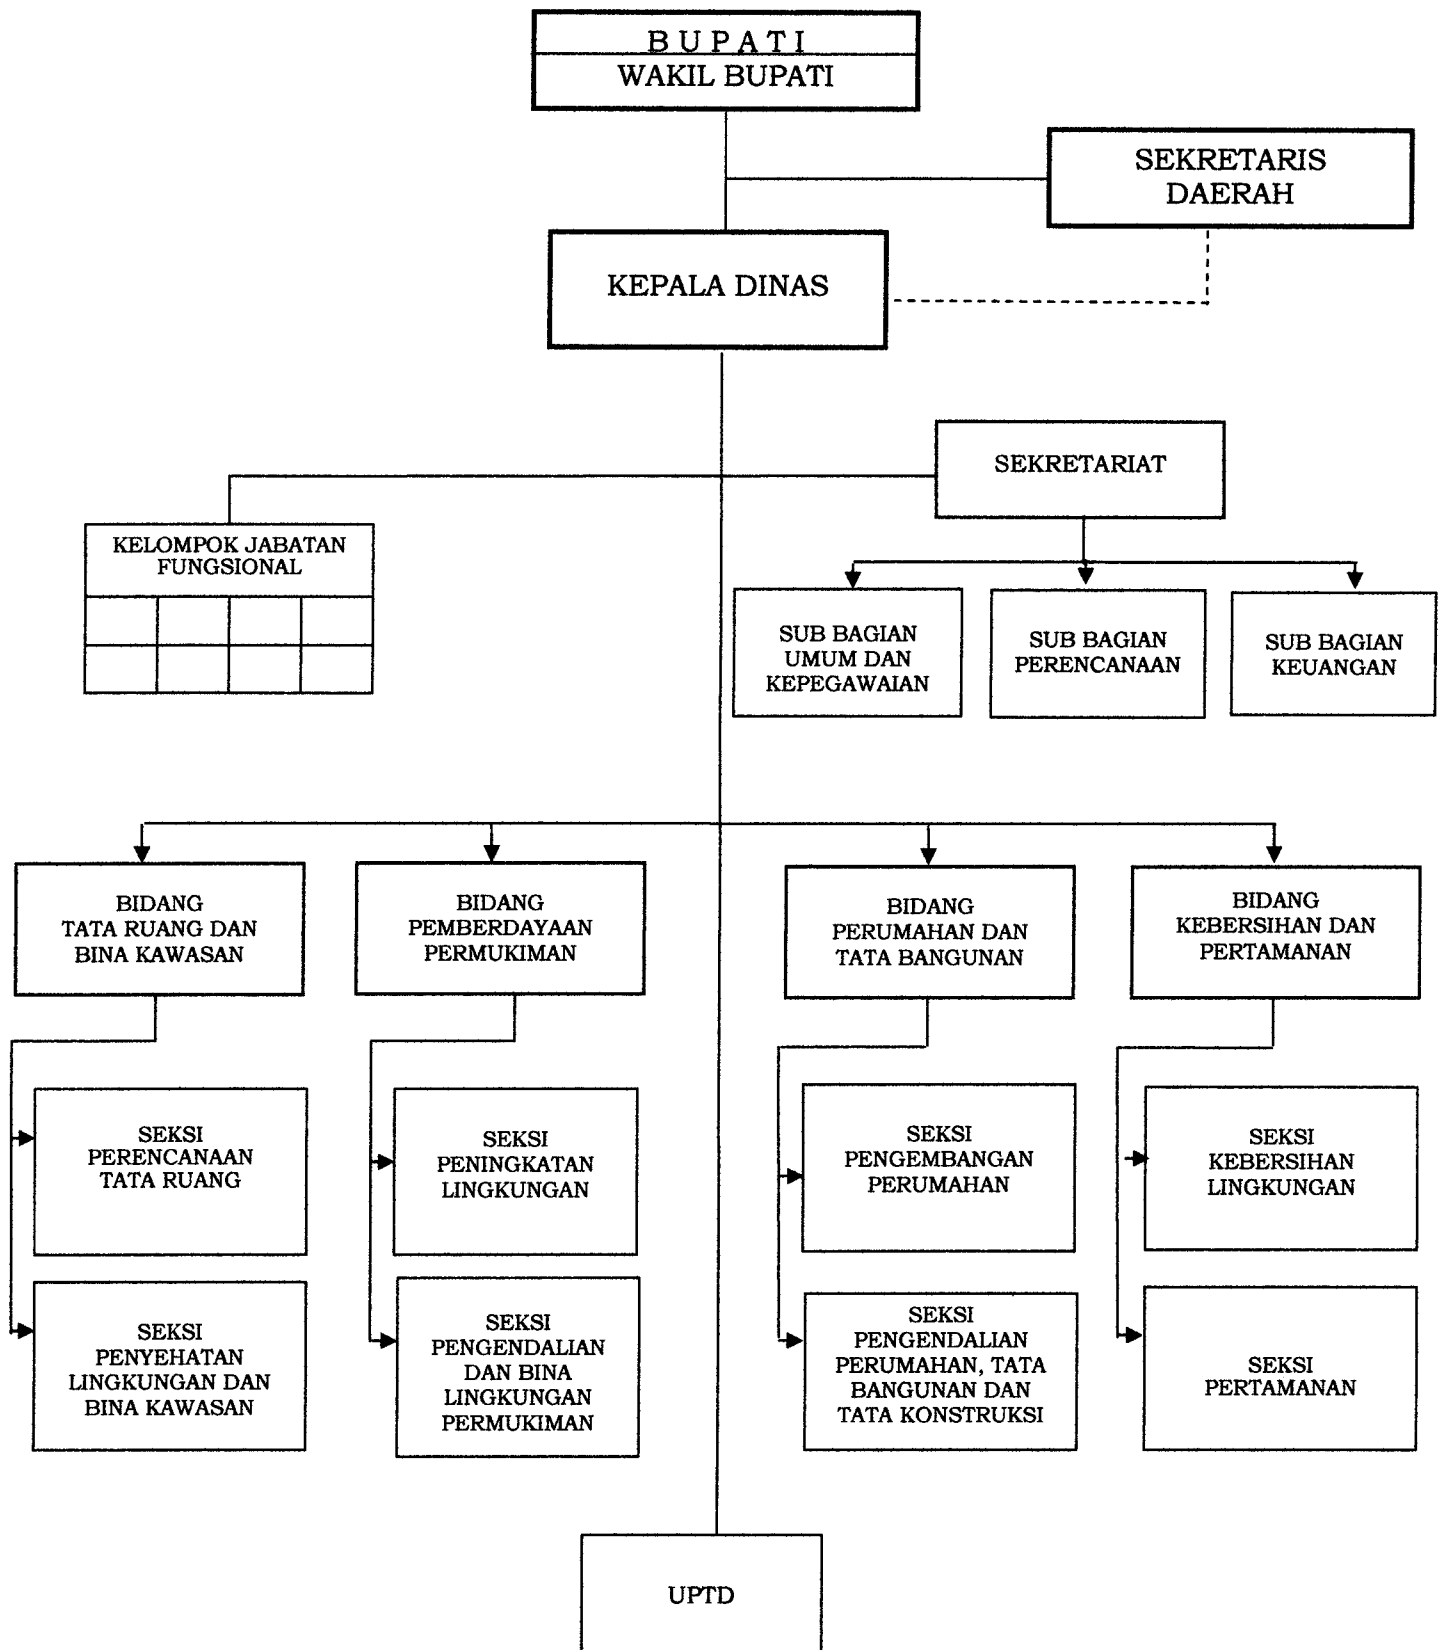 B U P A T I
WAKIL BUPATI
SEKRETARIS
DAERAH
KEPALA DINAS
SEKRETARIAT
KELOMPOK JABATAN
FUNGSIONAL
SUB BAGIAN
UMUM DAN
KEPEGAWAIAN
SUB BAGIAN
PERENCANAAN
SUB BAGIAN
KEUANGAN
BIDANG
TATA RUANG DAN
BINA KAWASAN
BIDANG
PEMBERDAYAAN
PERMUKIMAN
BIDANG
PERUMAHAN DAN
TATA BANGUNAN
BIDANG
KEBERSIHAN DAN
PERTAMANAN
SEKSI
PERENCANAAN
TATA RUANG
SEKSI
PENINGKATAN
LINGKUNGAN
SEKSI
PENGEMBANGAN
PERUMAHAN
SEKSI
KEBERSIHAN
LINGKUNGAN
SEKSI
PENYEHATAN
LINGKUNGAN DAN
BINA KAWASAN
SEKSI
PENGENDALIAN
DAN BINA
LINGKUNGAN
PERMUKIMAN
SEKSI
PENGENDALIAN
PERUMAHAN, TATA
BANGUNAN DAN
TATA KONSTRUKSI
SEKSI
PERTAMANAN
UPTD